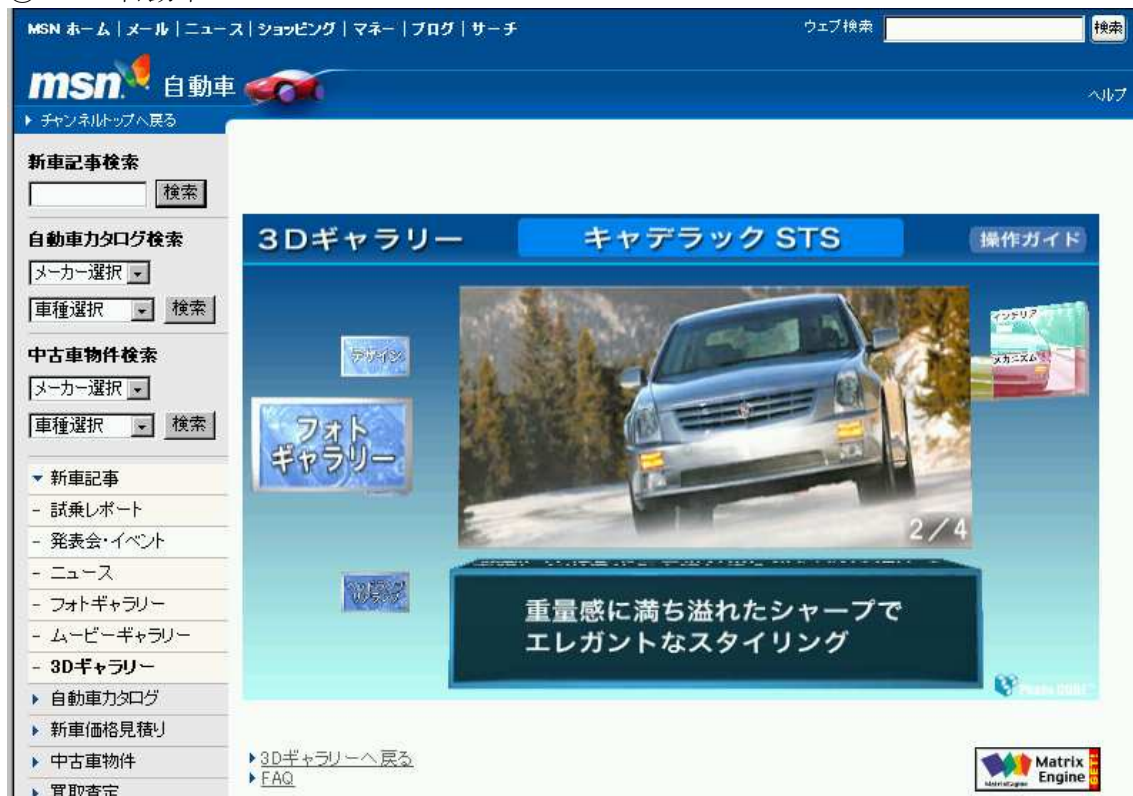 MSN ホーム | メール | ニュース | ショッピング | マネー | ブログ | サーチ
ウェブ検索 検索
msn 自動車
ヘルプ
チャンネルトップへ戻る
新車記事検索
検索
自動車カタログ検索
メーカー選択
車種選択 検索
中古車物件検索
メーカー選択
車種選択 検索
新車記事
- 試乗レポート
- 発表会・イベント
- ニュース
- フォトギャラリー
- ムービーギャラリー
- 3Dギャラリー
自動車カタログ
新車価格見積り
中古車物件
買取査定
3Dギャラリー キャデラック STS 操作ガイド
デザイン
フォト
ギャラリー
インテリア
メカニズム
2/4
重量感に満ち溢れたシャープで
エレガントなスタイリング
3Dギャラリーへ戻る
FAQ
Matrix
Engine
GET!